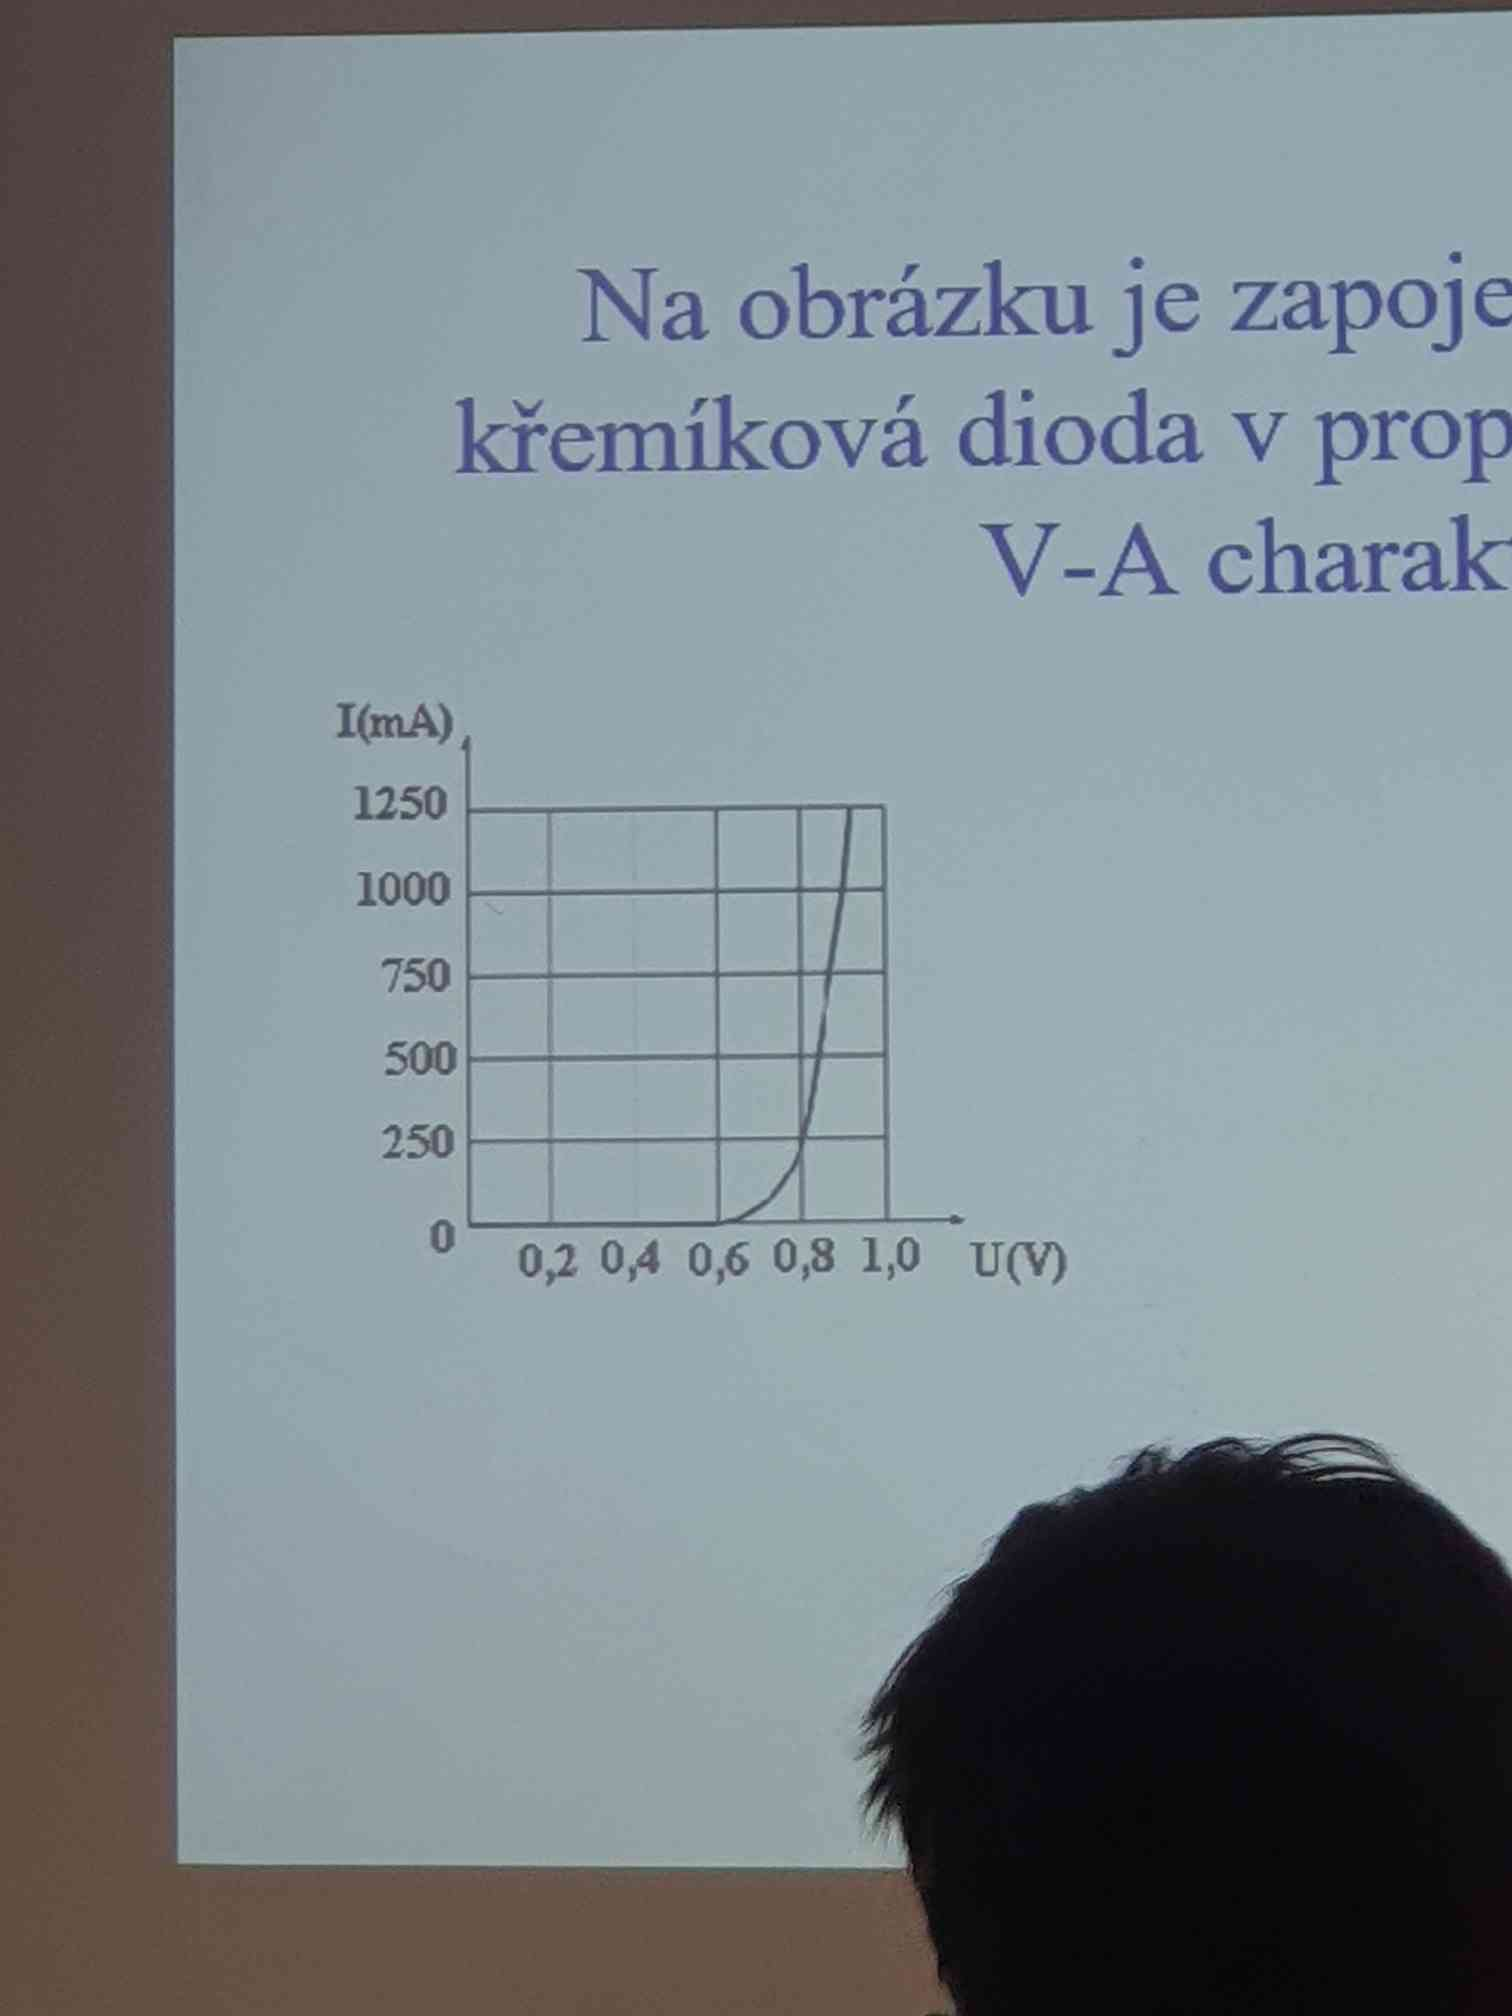 Na obrázku je zapoje
křemíková dioda v prop
V-A charak
I(mA)
1250
1000
750
500
250
0
0,2 0,4 0,6 0,8 1,0 U(V)